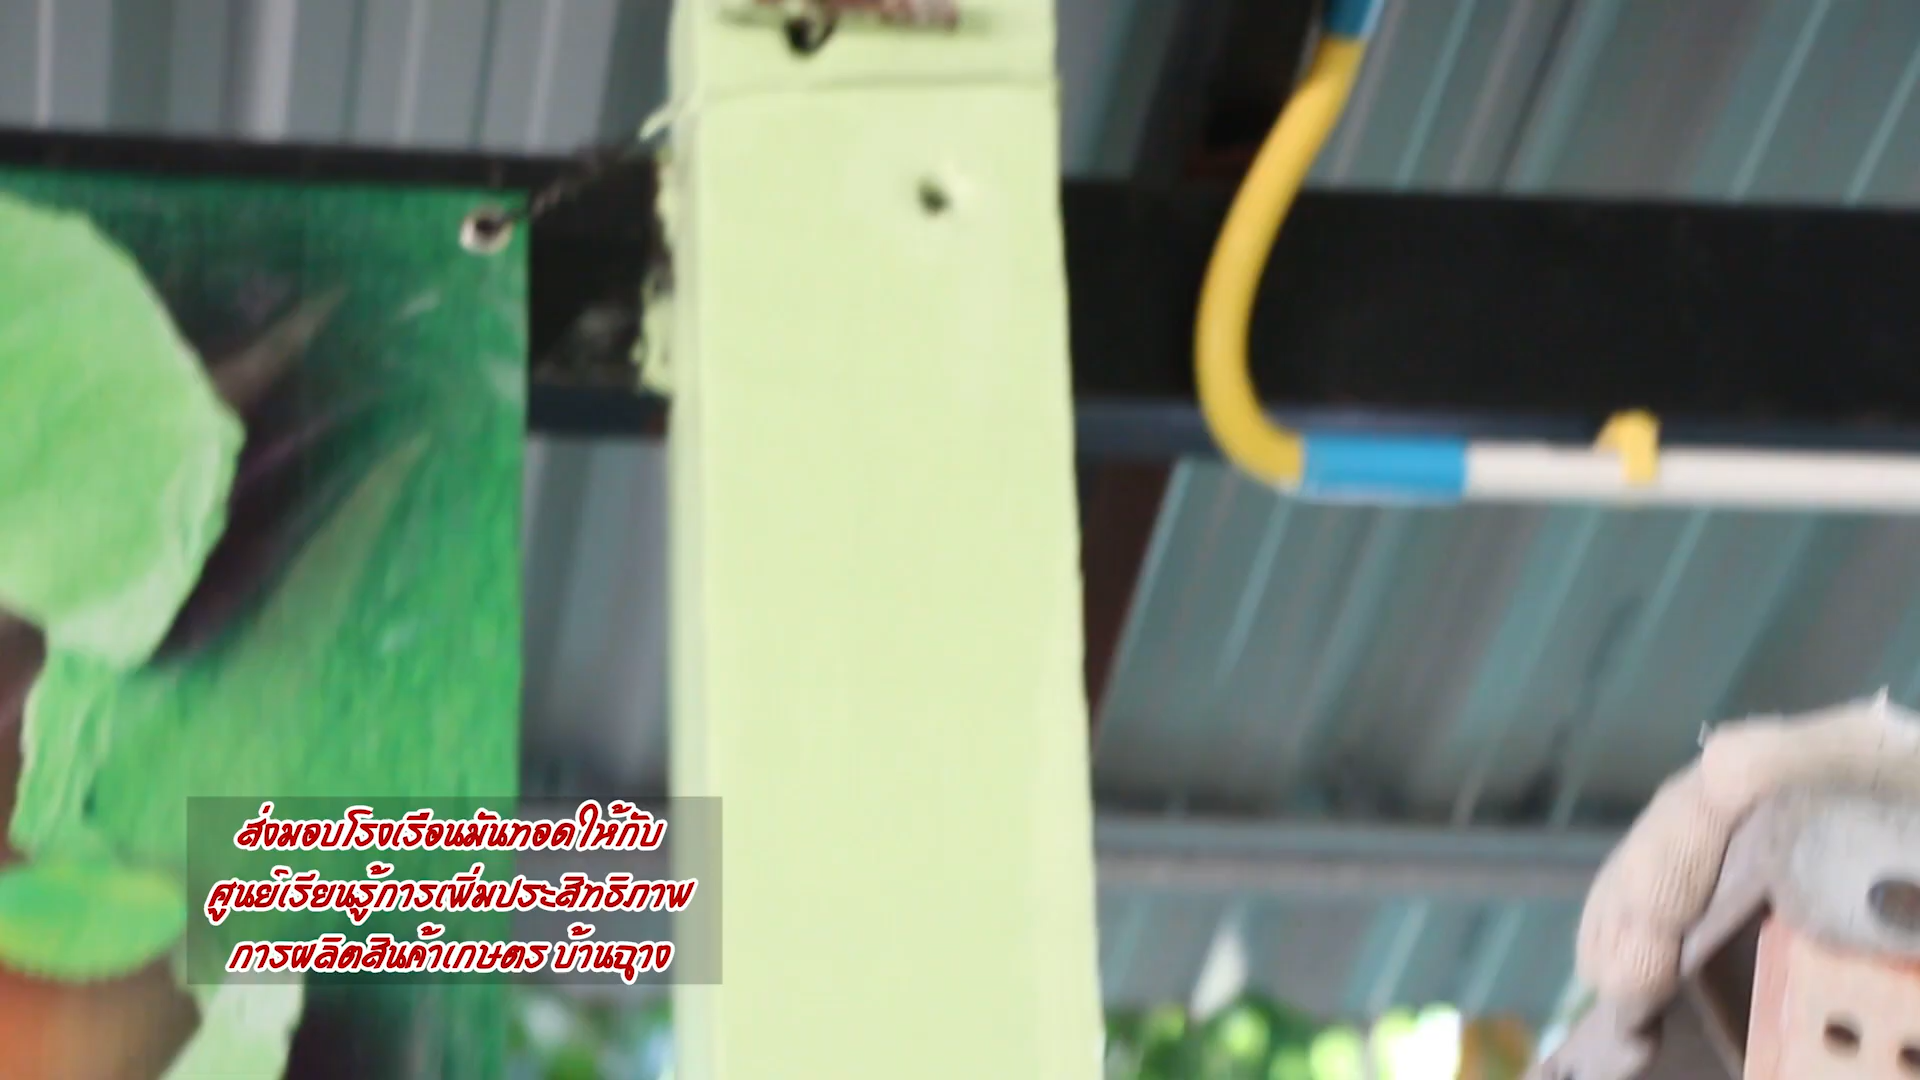 ส่งมอบโรงเรือนมันทอดให้กับ
ศูนย์เรียนรู้การเพิ่มประสิทธิภาพ
การผลิตสินค้าเกษตร บ้านฉาง